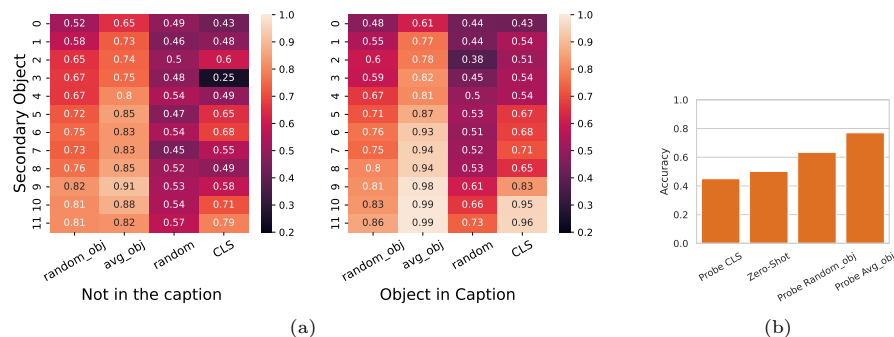 Secondary Object
0 0.52 0.65 0.49 0.43
1 0.58 0.73 0.46 0.48
2 0.65 0.74 0.5 0.6
3 0.67 0.75 0.48 0.25
4 0.67 0.8 0.54 0.49
5 0.72 0.85 0.47 0.65
6 0.75 0.83 0.54 0.68
7 0.73 0.83 0.45 0.55
8 0.76 0.85 0.52 0.49
9 0.82 0.91 0.53 0.58
10 0.81 0.88 0.54 0.71
11 0.81 0.82 0.57 0.79
random_obj avg_obj random CLS
Not in the caption
1.0
0.9
0.8
0.7
0.6
0.5
0.4
0.3
0.2
0.48 0.61 0.44 0.43
0.55 0.77 0.44 0.54
0.6 0.78 0.38 0.51
0.59 0.82 0.45 0.54
0.67 0.81 0.5 0.54
0.71 0.87 0.53 0.67
0.76 0.93 0.51 0.68
0.75 0.94 0.52 0.71
0.8 0.94 0.53 0.65
0.81 0.98 0.61 0.83
0.83 0.99 0.66 0.95
0.86 0.99 0.73 0.96
random_obj avg_obj random CLS
Object in Caption
1.0
0.9
0.8
0.7
0.6
0.5
0.4
0.3
0.2
(a)
Accuracy
1.0
0.8
0.6
0.4
0.2
0.0
Probe CLS Zero-Shot Probe Random_obj Probe Avg_obj
(b)